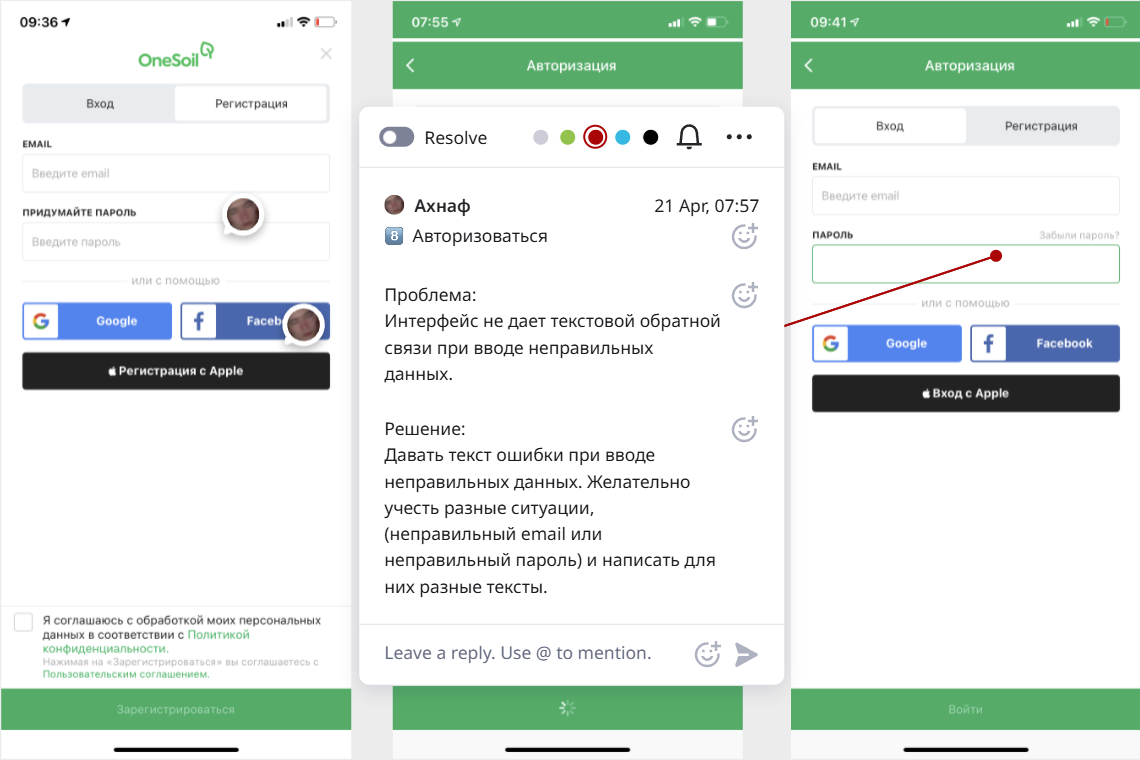 09:36
OneSoil
Вход
Регистрация
EMAIL
Введите email
ПРИДУМАЙТЕ ПАРОЛЬ
Введите пароль
или с помощью
Google
Faceb
Регистрация с Apple
Я соглашаюсь с обработкой моих персональных
данных в соответствии с Политикой
конфиденциальности.
Нажимая на «Зарегистрироваться» вы соглашаетесь с
Пользовательским соглашением.
Зарегистрироваться
07:55
Авторизация
Resolve
Ахнаф
21 Apr, 07:57
8 Авторизоваться
Проблема:
Интерфейс не дает текстовой обратной
связи при вводе неправильных
данных.
Решение:
Давать текст ошибки при вводе
неправильных данных. Желательно
учесть разные ситуации,
(неправильный email или
неправильный пароль) и написать для
них разные тексты.
Leave a reply. Use @ to mention.
09:41
Авторизация
Вход
Регистрация
EMAIL
Введите email
ПАРОЛЬ
Забыли пароль?
или с помощью
Google
Facebook
Вход с Apple
Войти